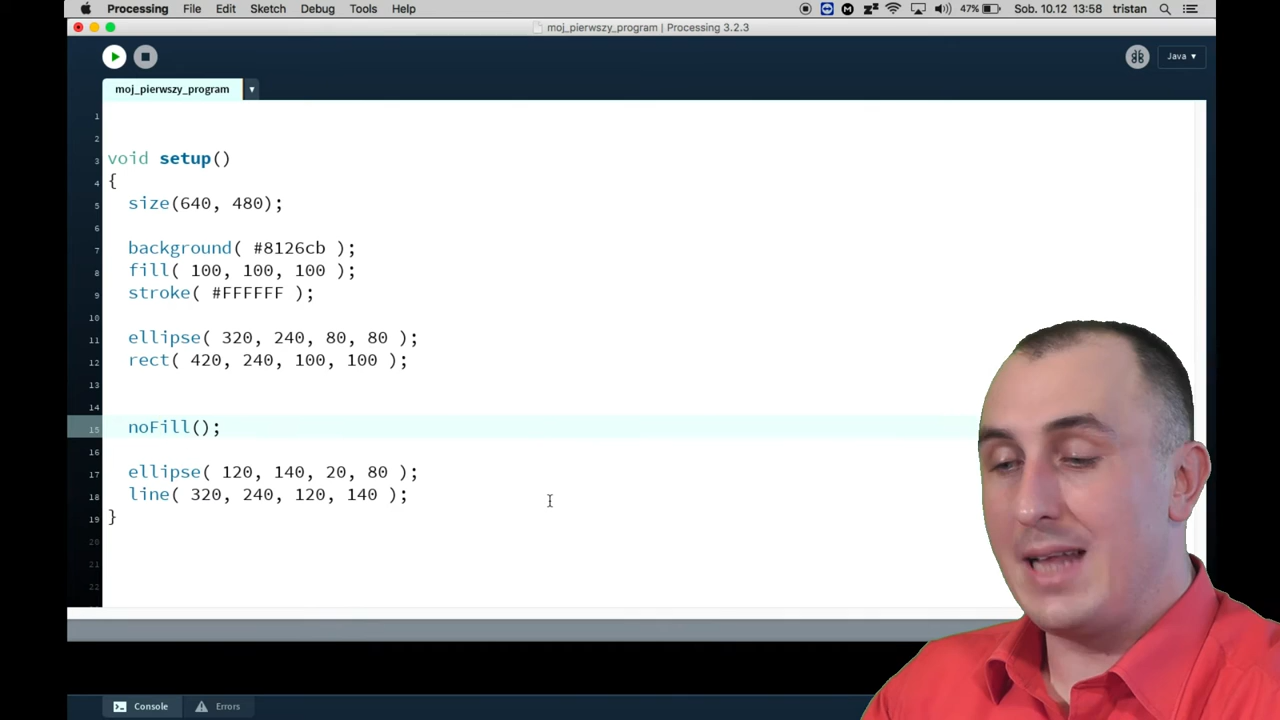 Processing File Edit Sketch Debug Tools Help 47% Sob. 10.12 13:58 tristan
moj_pierwszy_program | Processing 3.2.3
Java ▾
moj_pierwszy_program ▾
1
2
3 void setup()
4 {
5 size(640, 480);
6
7 background( #8126cb );
8 fill( 100, 100, 100 );
9 stroke( #FFFFFF );
10
11 ellipse( 320, 240, 80, 80 );
12 rect( 420, 240, 100, 100 );
13
14
15 noFill();
16
17 ellipse( 120, 140, 20, 80 );
18 line( 320, 240, 120, 140 );
19 }
20
21
22
Console Errors